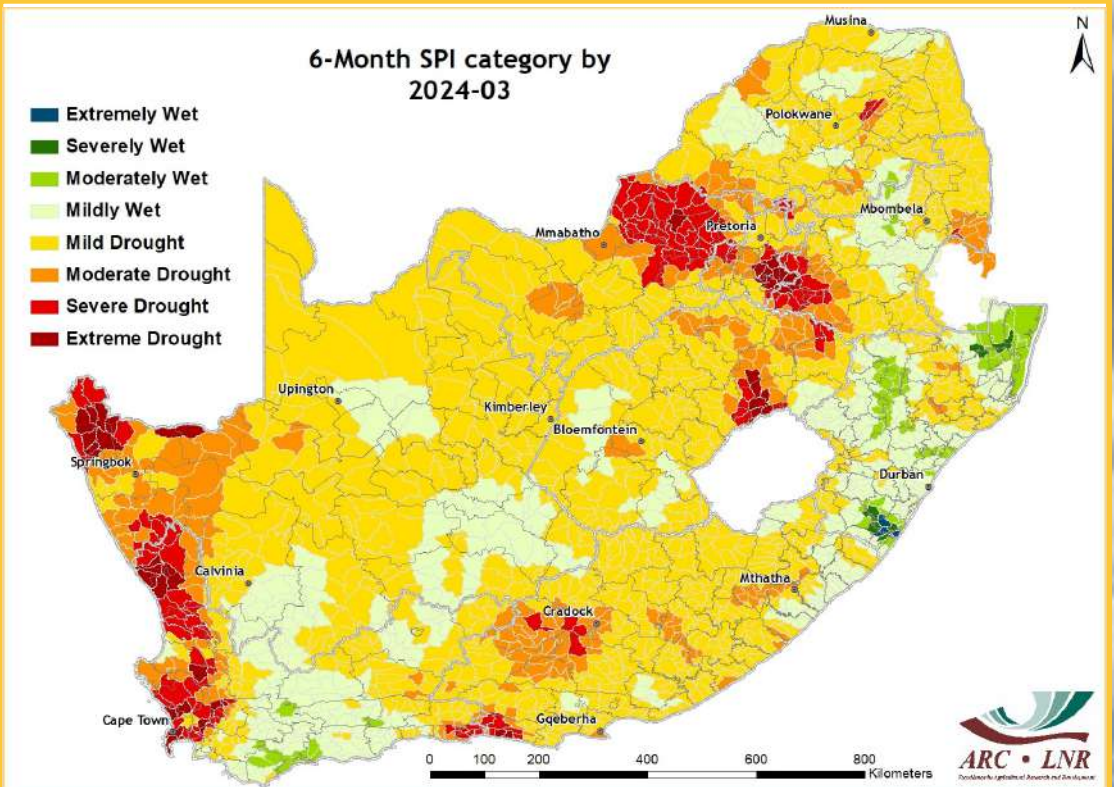 6-Month SPI category by
2024-03
N
Extremely Wet
Severely Wet
Moderately Wet
Mildly Wet
Mild Drought
Moderate Drought
Severe Drought
Extreme Drought
Musina
Polokwane
Mbombela
Pretoria
Mmabatho
Upington
Kimberley
Bloemfontein
Springbok
Durban
Calvinia
Mthatha
Cradock
Cape Town
Gqeberha
0 100 200 400 600 800
Kilometers
ARC • LNR